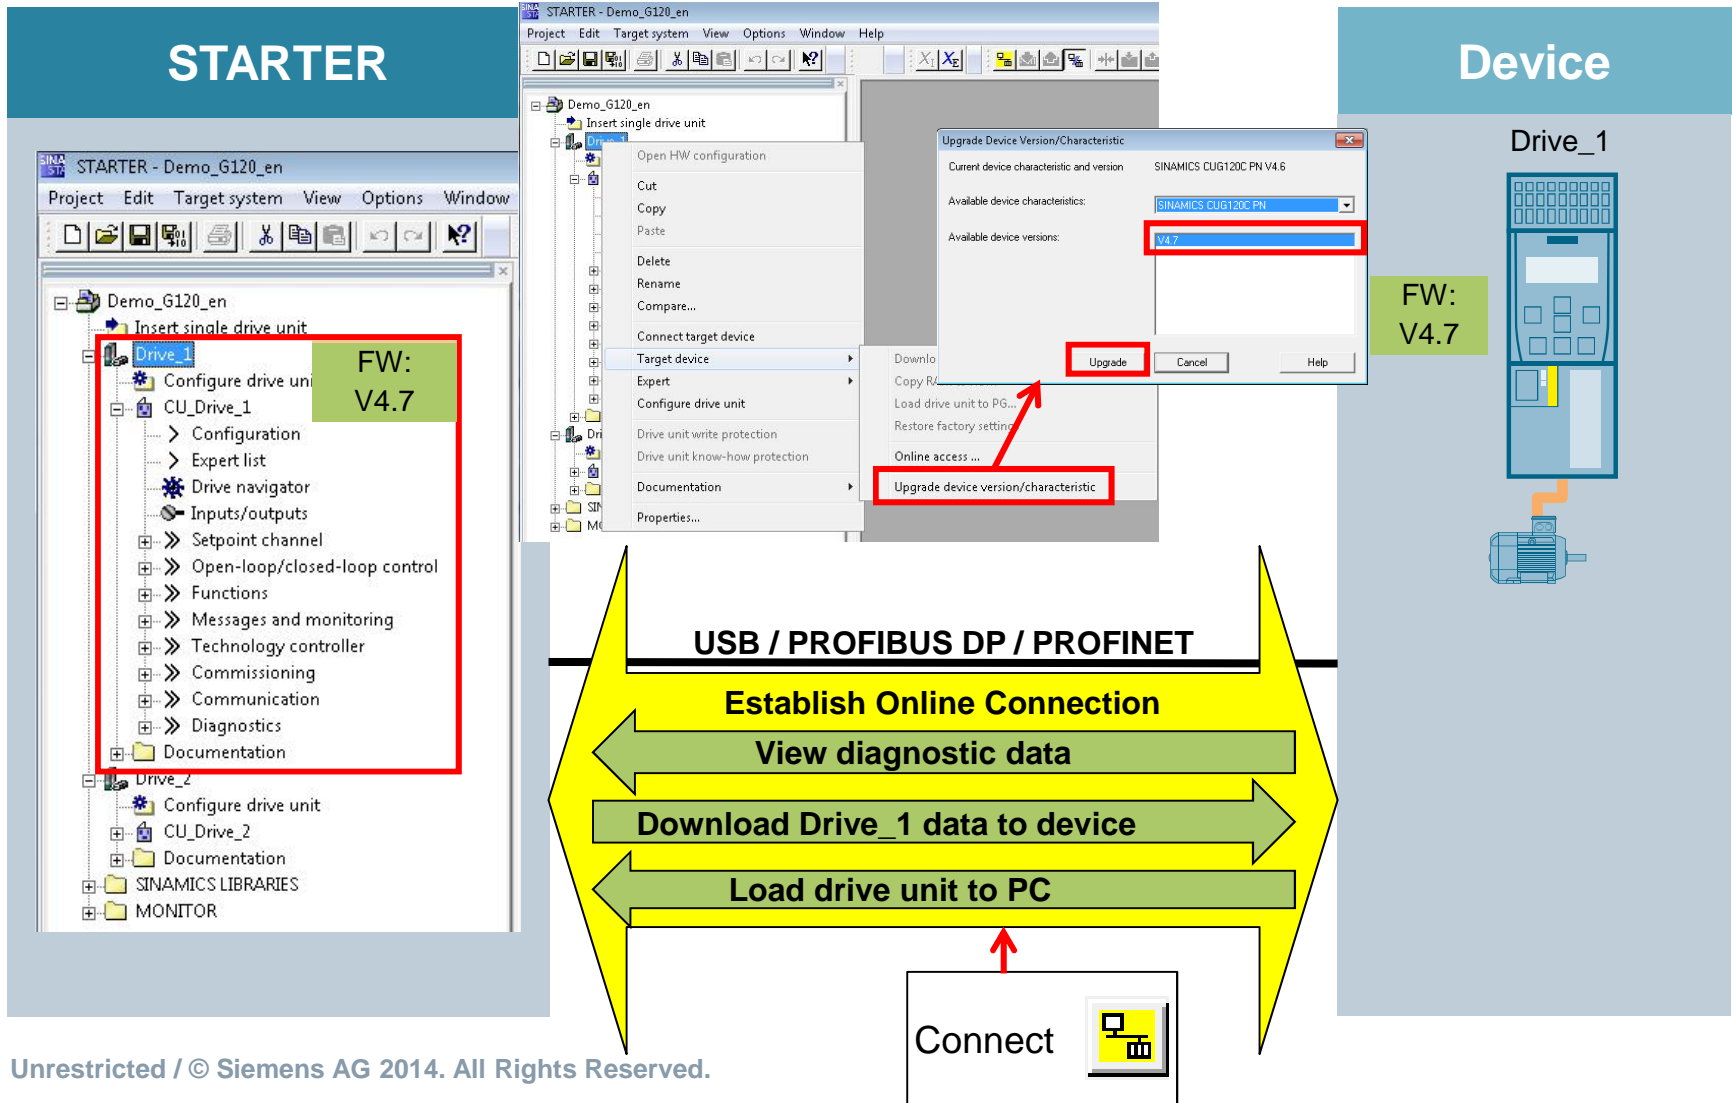 STARTER
STARTER - Demo_G120_en
Project Edit Target system View Options Window
Demo_G120_en
Insert single drive unit
Drive_1
Configure drive uni
CU_Drive_1
Configuration
Expert list
Drive navigator
Inputs/outputs
Setpoint channel
Open-loop/closed-loop control
Functions
Messages and monitoring
Technology controller
Commissioning
Communication
Diagnostics
Documentation
Drive_2
Configure drive unit
CU_Drive_2
Documentation
SINAMICS LIBRARIES
MONITOR
FW:
V4.7
STARTER - Demo_G120_en
Project Edit Target system View Options Window Help
Demo_G120_en
Insert single drive unit
Drive_1
Open HW configuration
Cut
Copy
Paste
Delete
Rename
Compare...
Connect target device
Target device
Expert
Configure drive unit
Drive unit write protection
Drive unit know-how protection
Documentation
Properties...
Dri
SIN
MO
Downlo
Copy RA
Load drive unit to PG...
Restore factory setting
Online access ...
Upgrade device version/characteristic
Upgrade Device Version/Characteristic
Current device characteristic and version SINAMICS CUG120C PN V4.6
Available device characteristics: SINAMICS CUG120C PN
Available device versions: V4.7
Upgrade Cancel Help
Device
Drive_1
FW:
V4.7
USB / PROFIBUS DP / PROFINET
Establish Online Connection
View diagnostic data
Download Drive_1 data to device
Load drive unit to PC
Connect
Unrestricted / © Siemens AG 2014. All Rights Reserved.